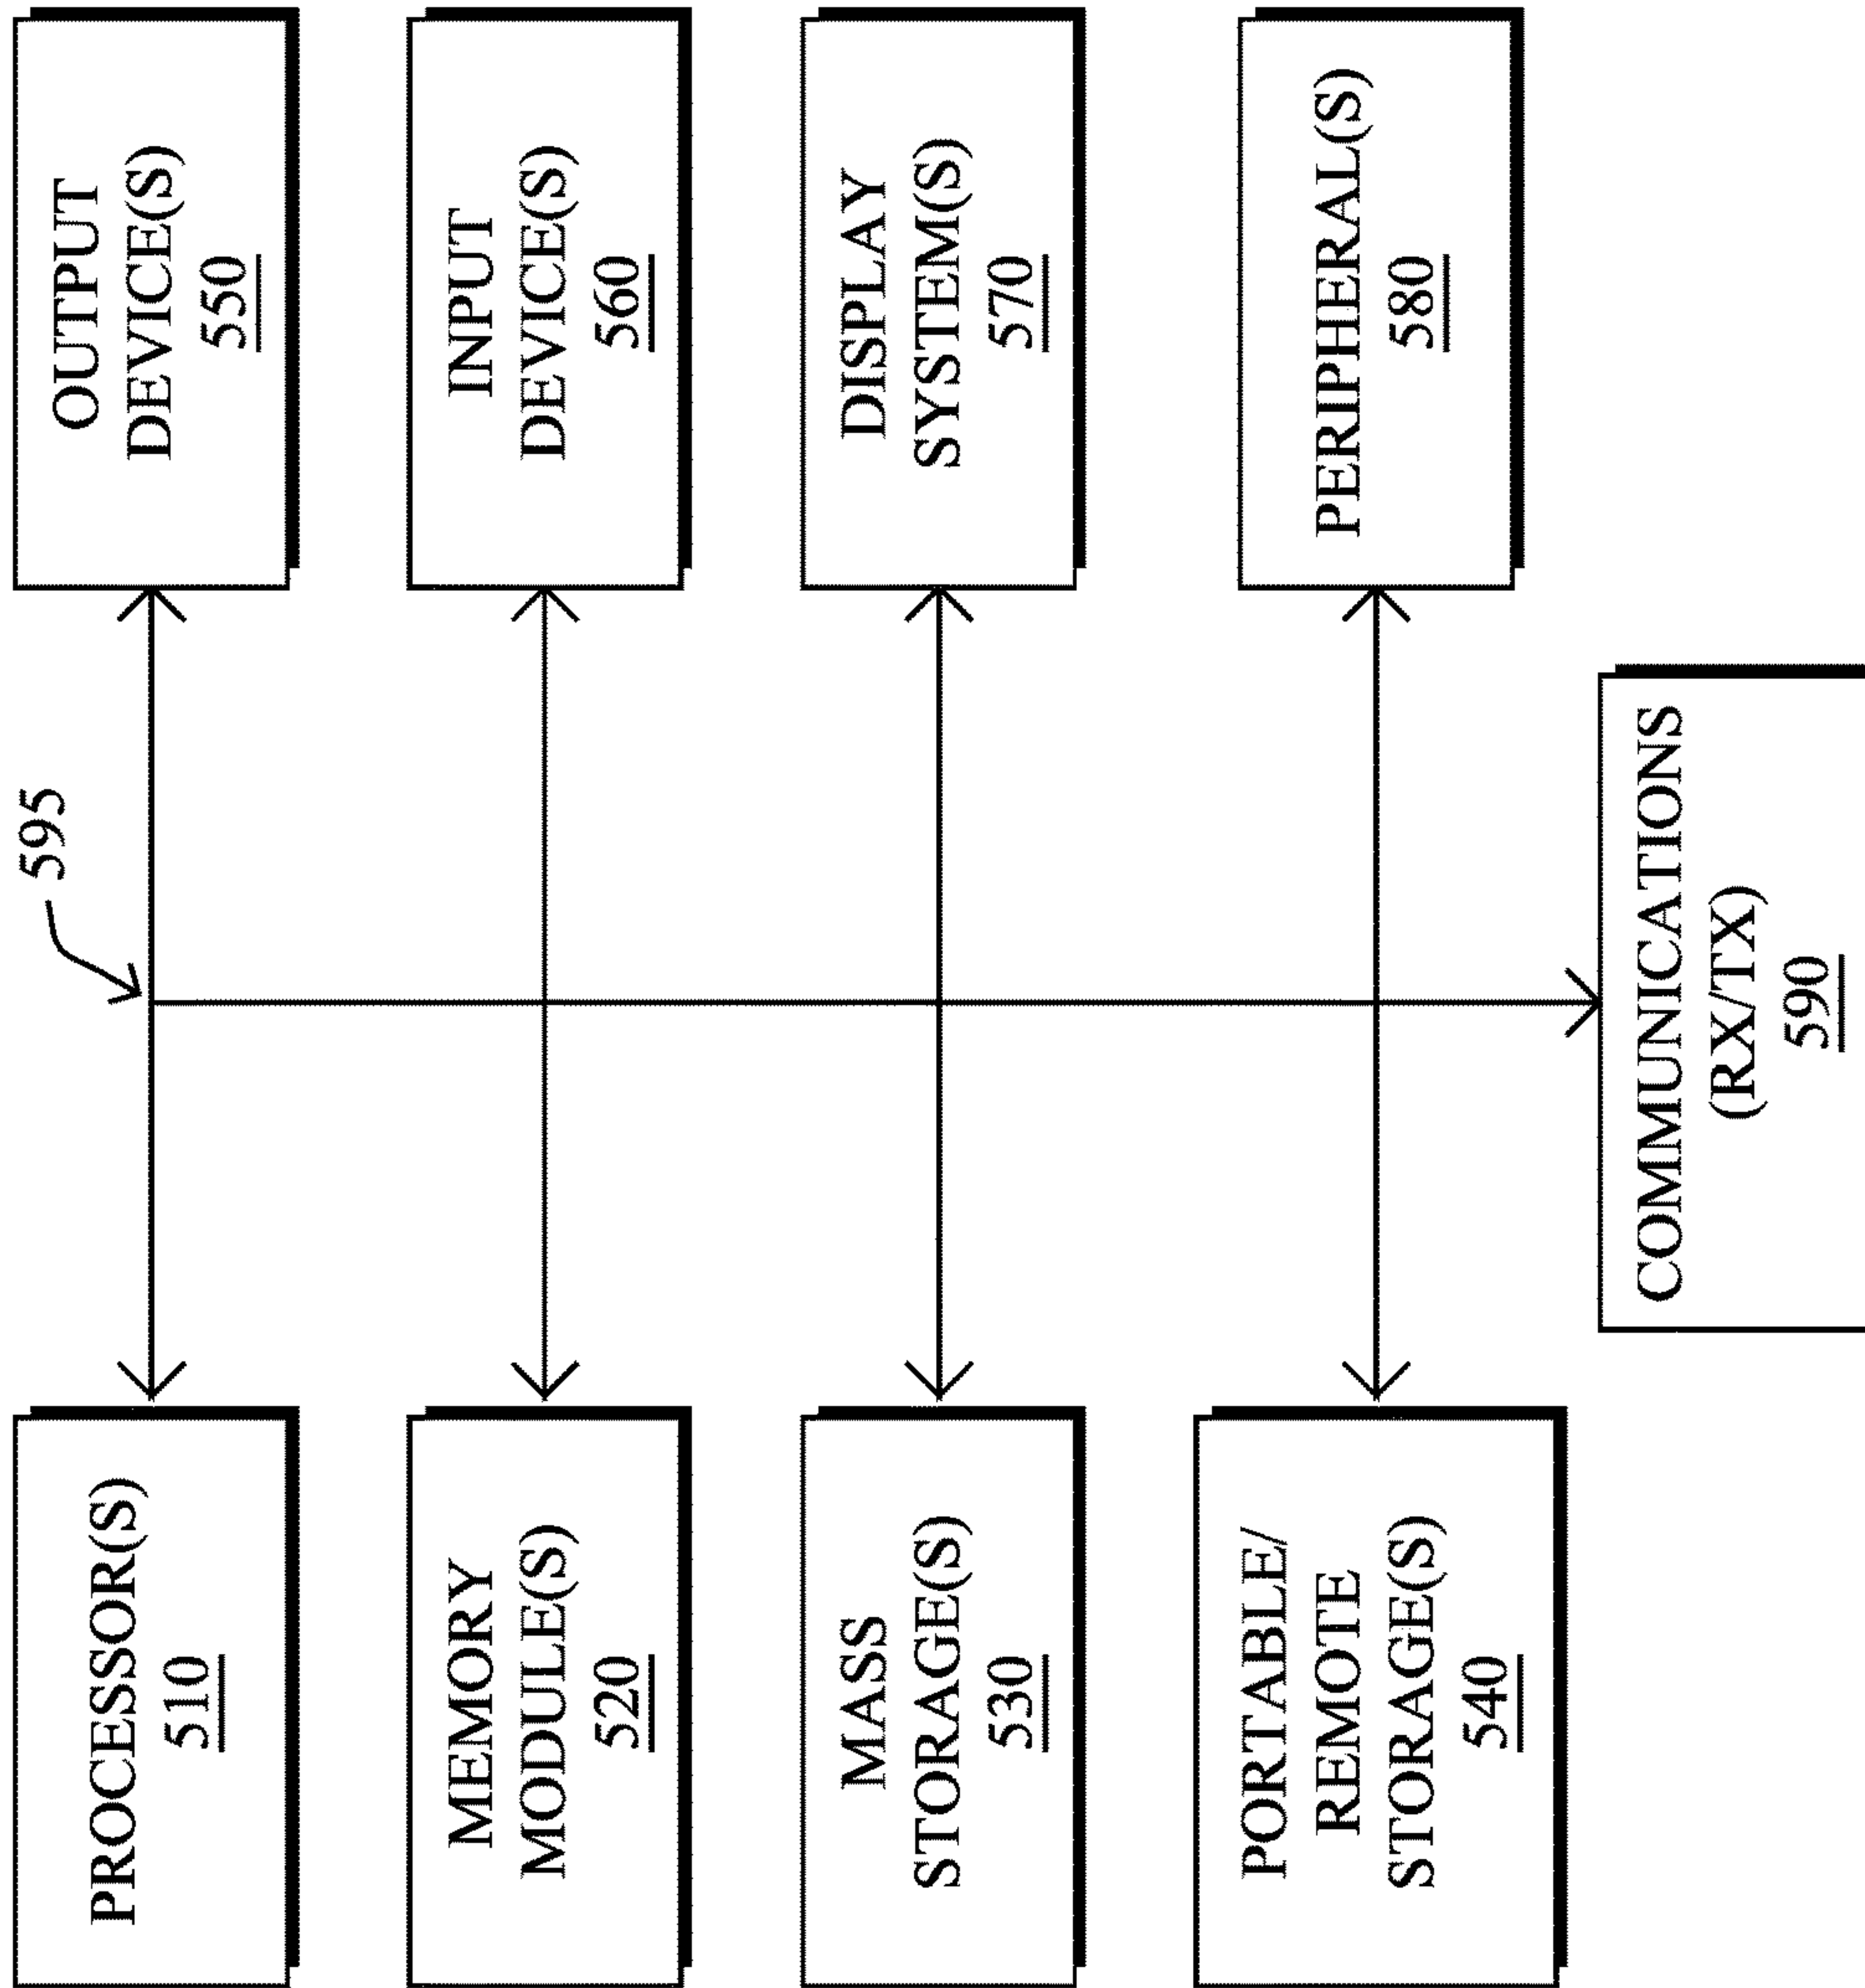 595
PROCESSOR(S)
510
OUTPUT
DEVICE(S)
550
MEMORY
MODULE(S)
520
INPUT
DEVICE(S)
560
MASS
STORAGE(S)
530
DISPLAY
SYSTEM(S)
570
PORTABLE/
REMOTE
STORAGE(S)
540
PERIPHERAL(S)
580
COMMUNICATIONS
(RX/TX)
590